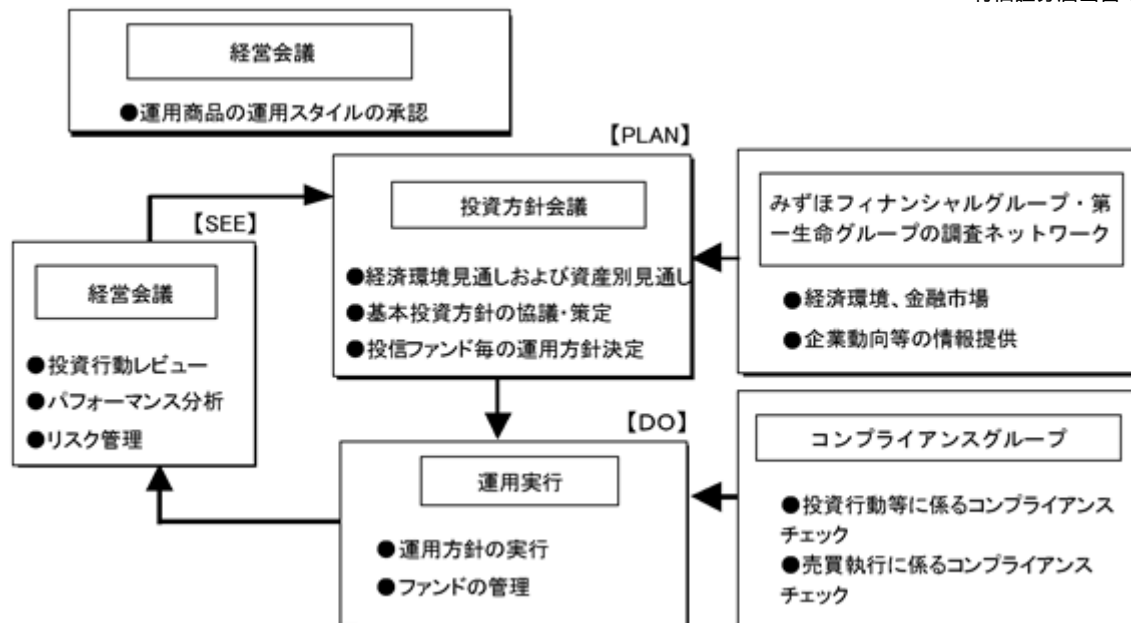 経営会議
●運用商品の運用スタイルの承認
【PLAN】
投資方針会議
●経済環境見通しおよび資産別見通し
●基本投資方針の協議・策定
●投信ファンド毎の運用方針決定
みずほフィナンシャルグループ・第
一生命グループの調査ネットワーク
●経済環境、金融市場
●企業動向等の情報提供
【SEE】
経営会議
●投資行動レビュー
●パフォーマンス分析
●リスク管理
【DO】
運用実行
●運用方針の実行
●ファンドの管理
コンプライアンスグループ
●投資行動等に係るコンプライアンス
チェック
●売買執行に係るコンプライアンス
チェック